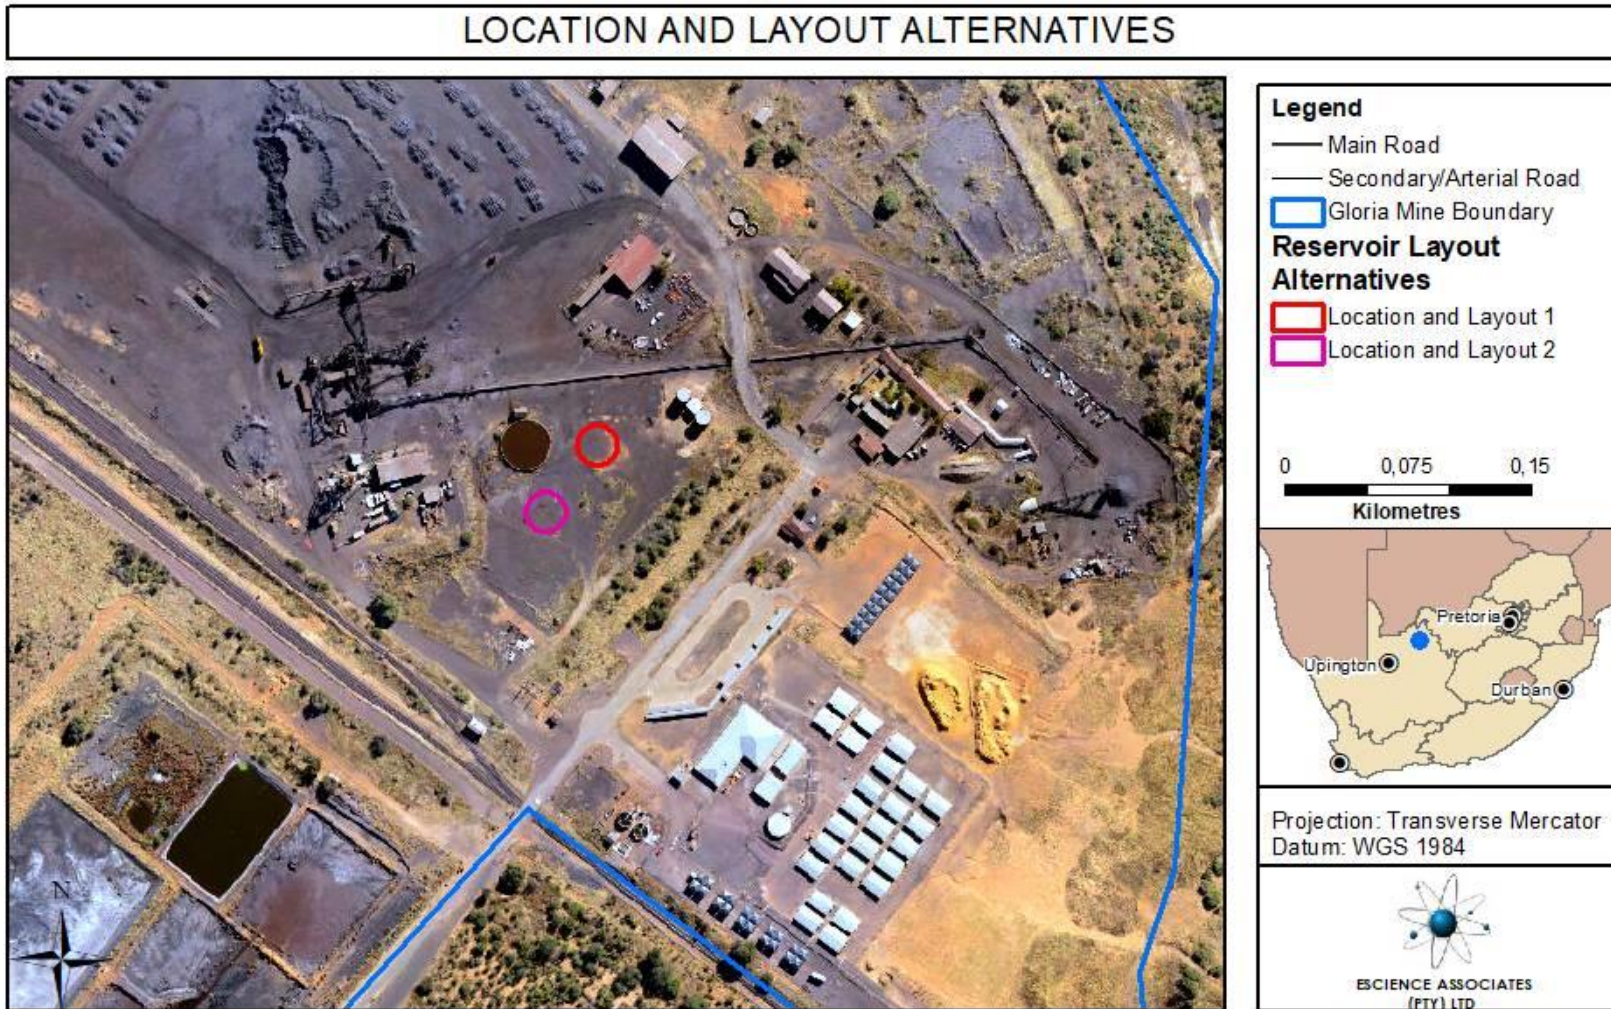 LOCATION AND LAYOUT ALTERNATIVES
Legend
Main Road
Secondary/Arterial Road
Gloria Mine Boundary
Reservoir Layout
Alternatives
Location and Layout 1
Location and Layout 2
0 0,075 0,15
Kilometres
Pretoria
Upington
Durban
Projection: Transverse Mercator
Datum: WGS 1984
N
ESCIENCE ASSOCIATES
(PTY) LTD